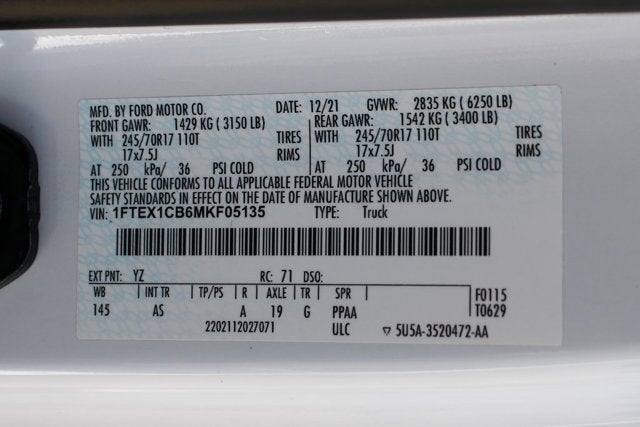 MFD. BY FORD MOTOR CO. DATE: 12/21 GVWR: 2835 KG ( 6250 LB)
FRONT GAWR: 1429 KG ( 3150 LB) REAR GAWR: 1542 KG ( 3400 LB)
WITH 245/70R17 110T TIRES WITH 245/70R17 110T TIRES
17x7.5J RIMS 17x7.5J RIMS
AT 250 kPa/ 36 PSI COLD AT 250 kPa/ 36 PSI COLD
THIS VEHICLE CONFORMS TO ALL APPLICABLE FEDERAL MOTOR VEHICLE
SAFETY STANDARDS IN EFFECT ON THE DATE OF MANUFACTURE SHOWN ABOVE.
VIN: 1FTEX1CB6MKF05135 TYPE: Truck
EXT PNT: YZ RC: 71 DSO:
WB INT TR TP/PS R AXLE TR SPR F0115
145 AS A 19 G PPAA T0629
2202112027071 ULC ▽ 5U5A-3520472-AA